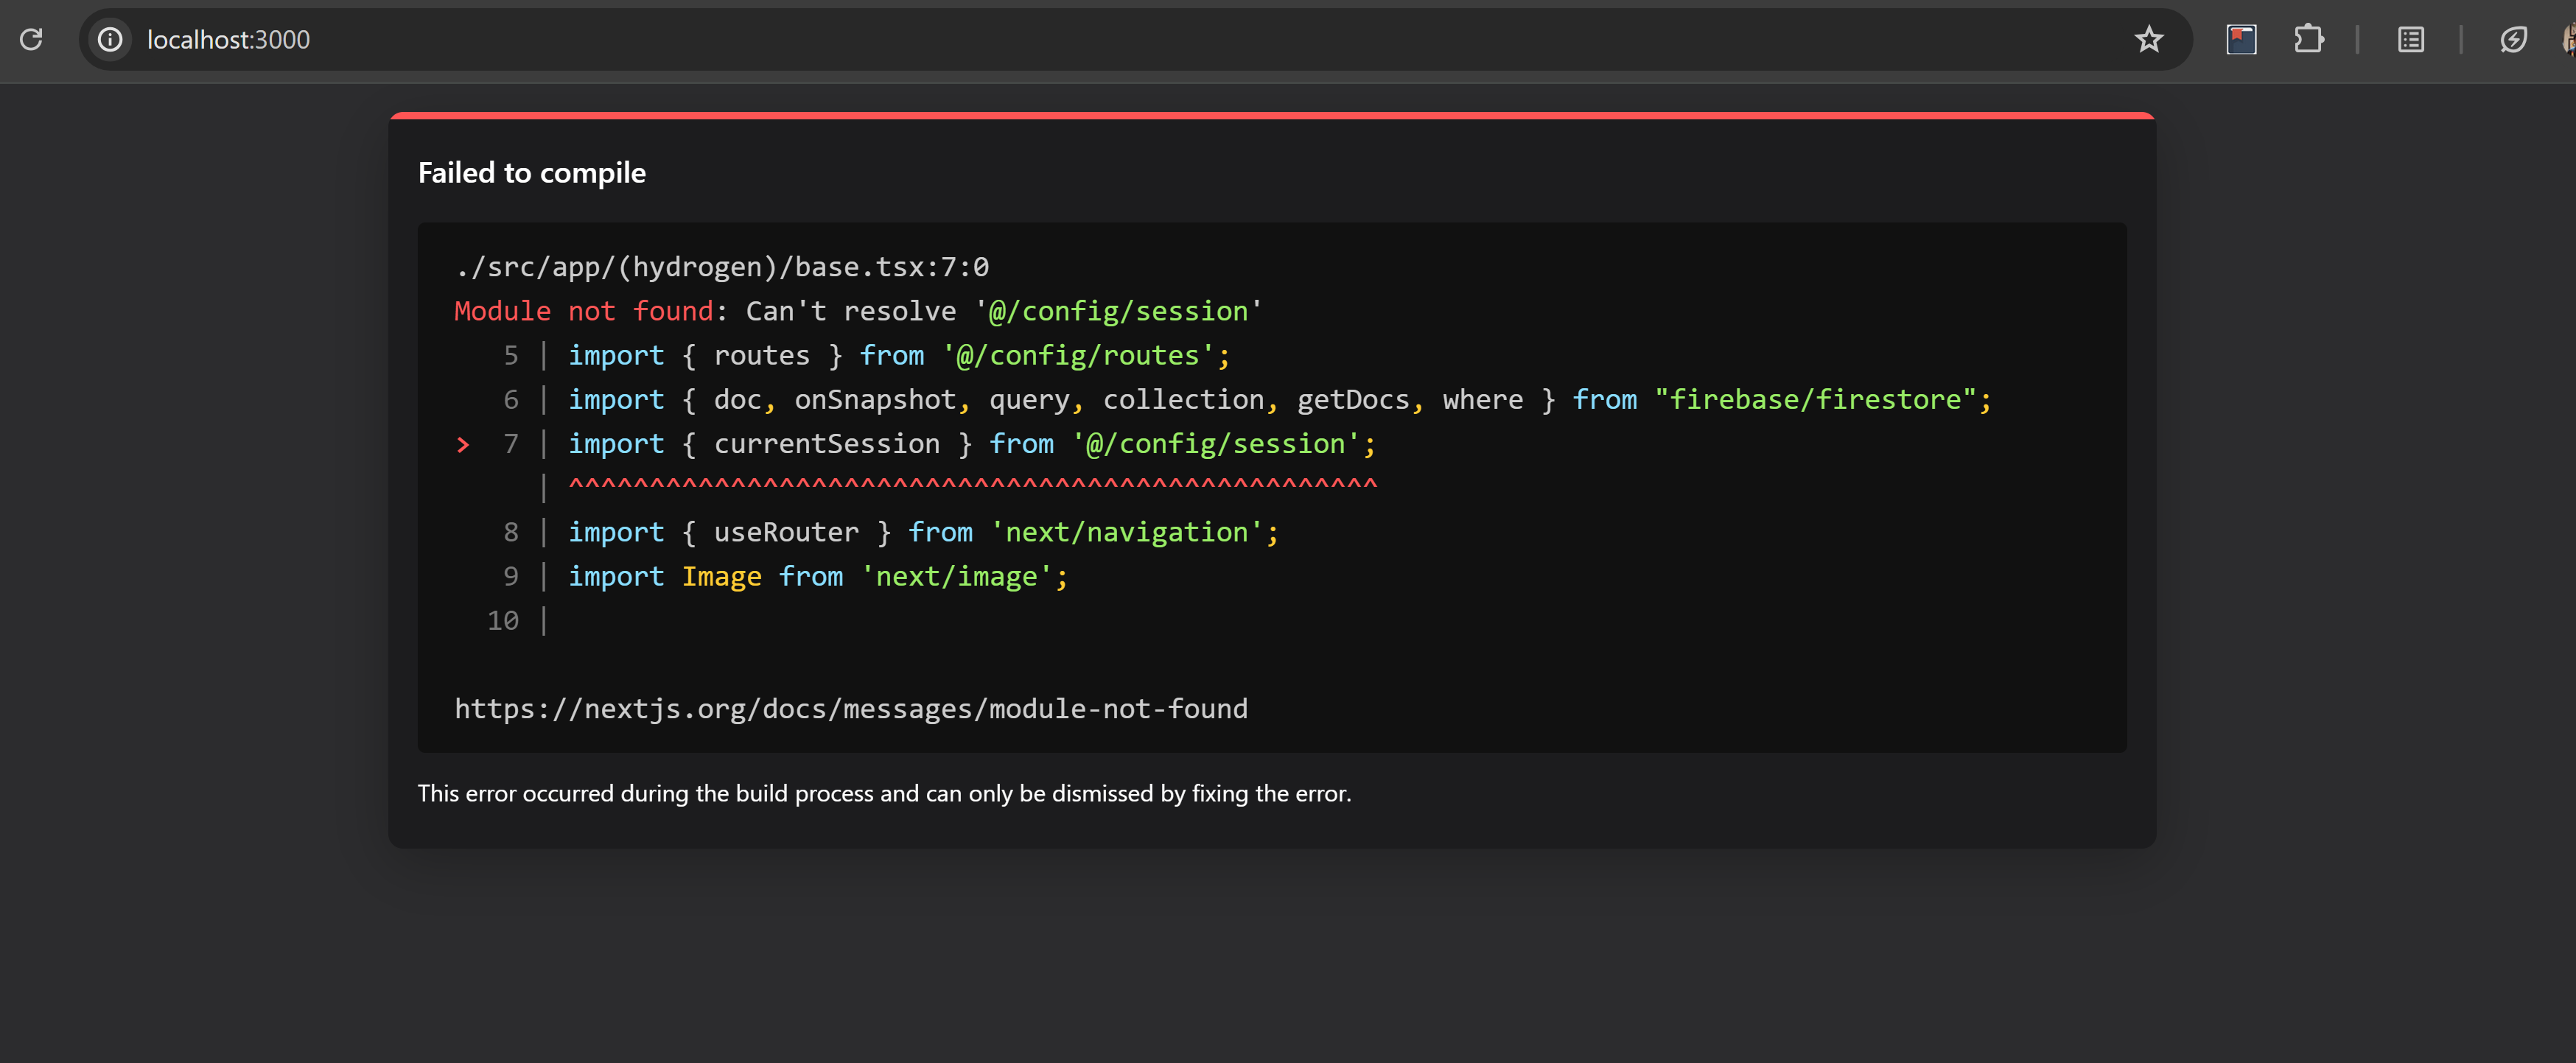 localhost:3000
Failed to compile
./src/app/(hydrogen)/base.tsx:7:0
Module not found: Can't resolve '@/config/session'
5 | import { routes } from '@/config/routes';
6 | import { doc, onSnapshot, query, collection, getDocs, where } from "firebase/firestore";
> 7 | import { currentSession } from '@/config/session';
| ^^^^^^^^^^^^^^^^^^^^^^^^^^^^^^^^^^^^^^^^^^^^^^^^^^
8 | import { useRouter } from 'next/navigation';
9 | import Image from 'next/image';
10 |
https://nextjs.org/docs/messages/module-not-found
This error occurred during the build process and can only be dismissed by fixing the error.